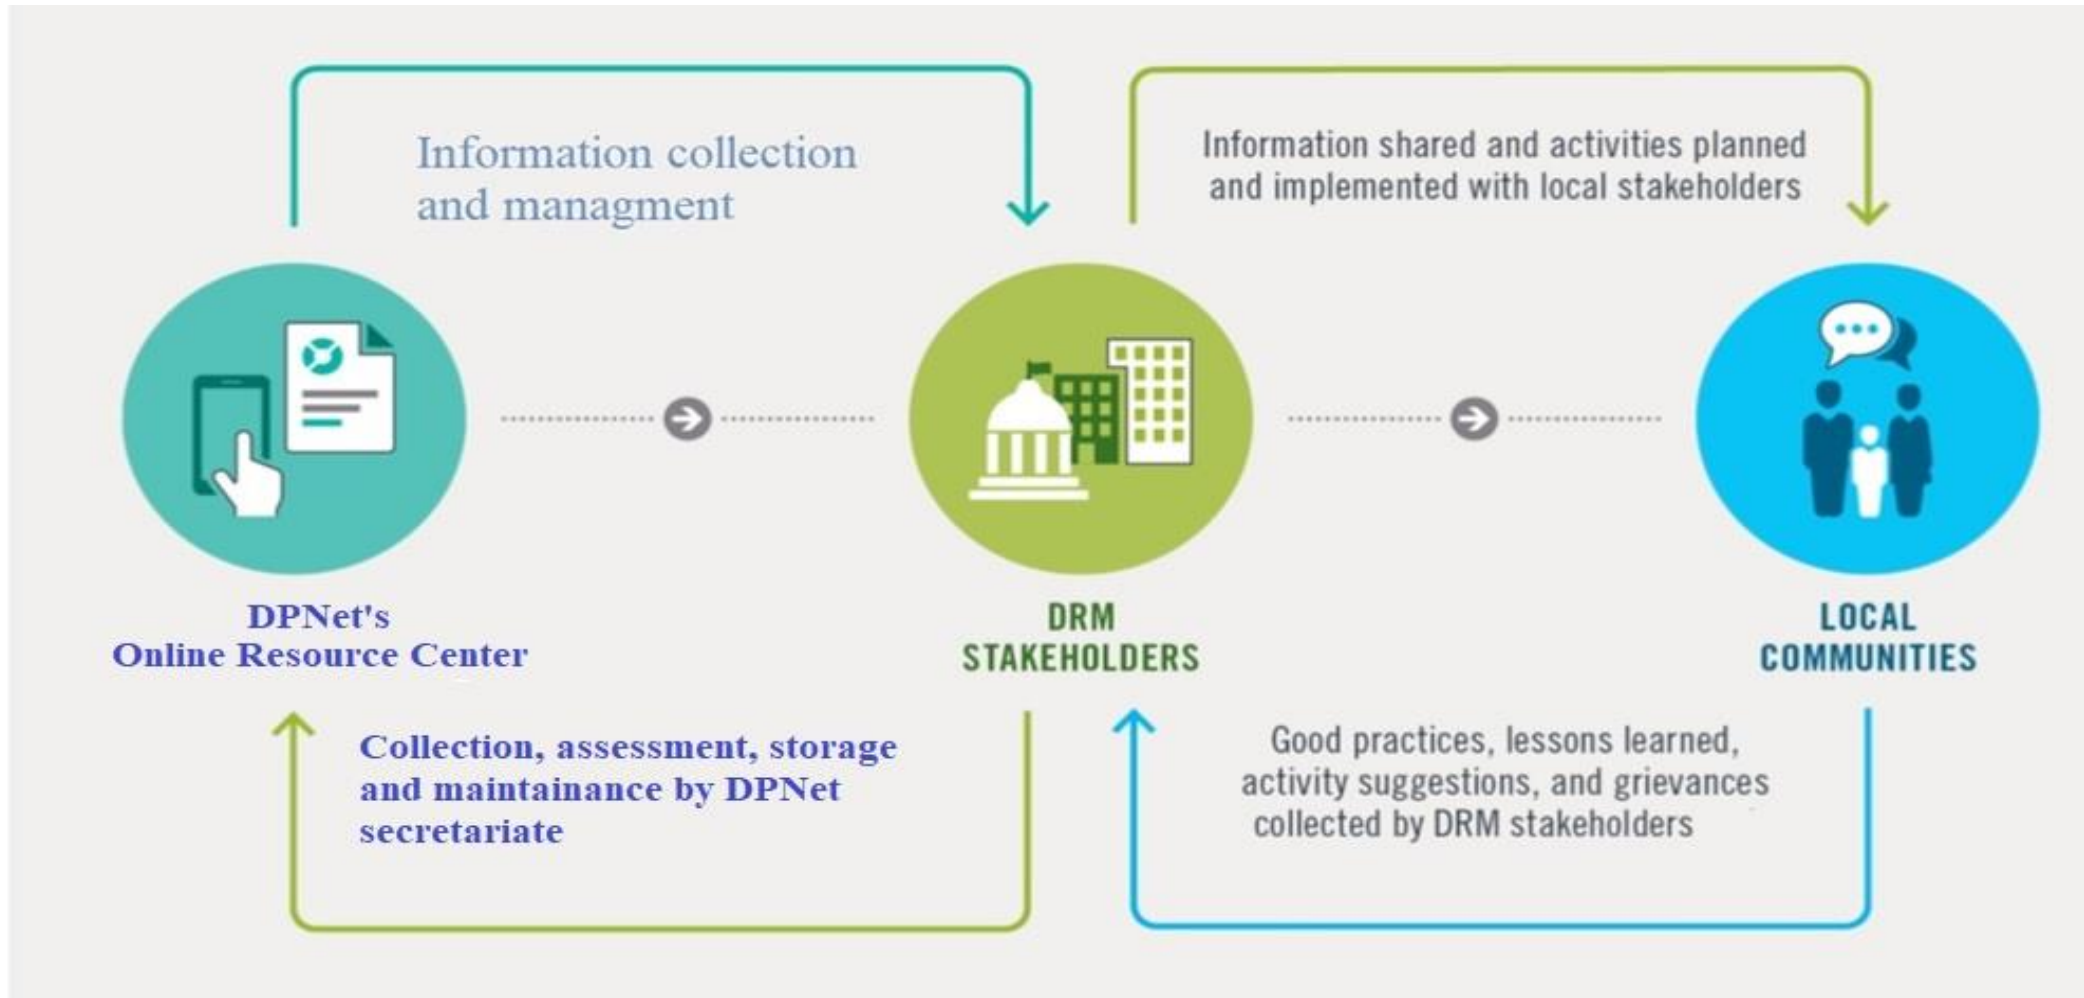 Information collection
and managment
Information shared and activities planned
and implemented with local stakeholders
DPNet's
Online Resource Center
DRM
STAKEHOLDERS
LOCAL
COMMUNITIES
Collection, assessment, storage
and maintainance by DPNet
secretariate
Good practices, lessons learned,
activity suggestions, and grievances
collected by DRM stakeholders